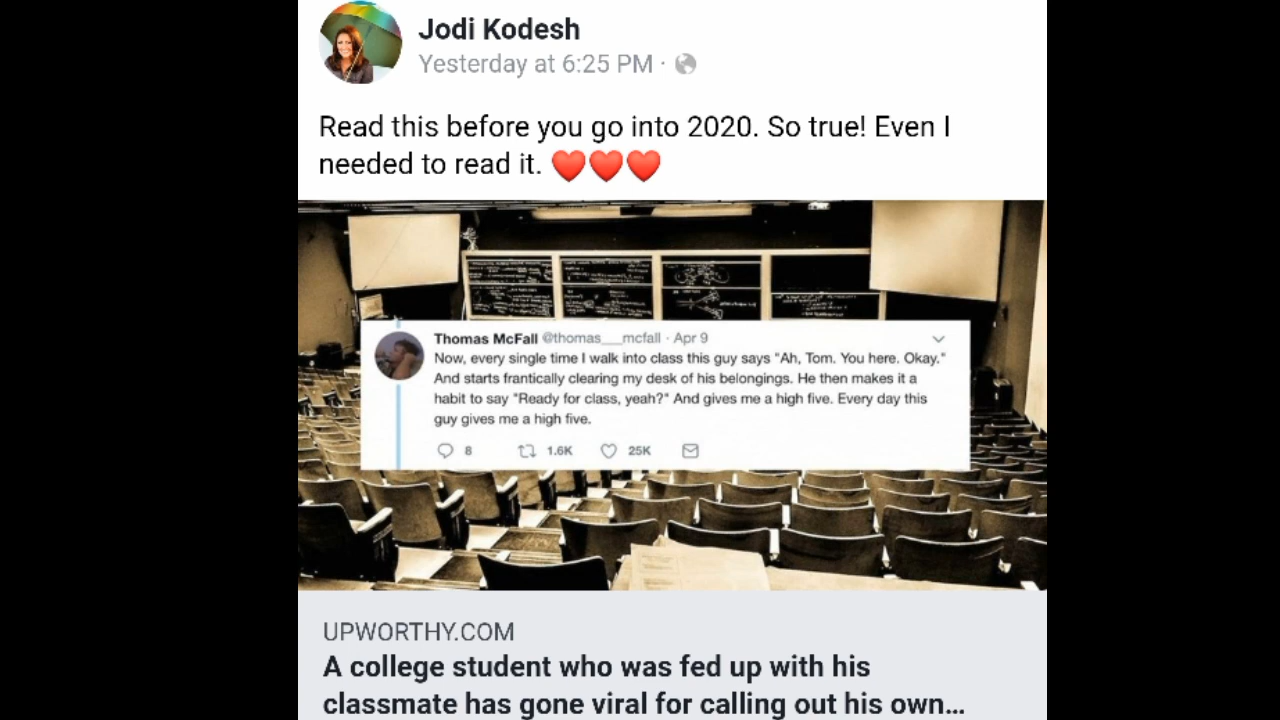 Jodi Kodesh
Yesterday at 6:25 PM ·
Read this before you go into 2020. So true! Even I
needed to read it. ❤️❤️❤️
Thomas McFall @thomas___mcfall · Apr 9
Now, every single time I walk into class this guy says "Ah, Tom. You here. Okay."
And starts frantically clearing my desk of his belongings. He then makes it a
habit to say "Ready for class, yeah?" And gives me a high five. Every day this
guy gives me a high five.
8 1.6K 25K
UPWORTHY.COM
A college student who was fed up with his
classmate has gone viral for calling out his own...